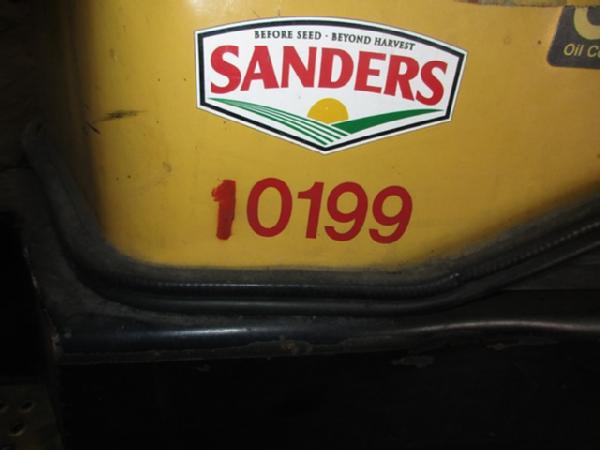 BEFORE SEED · BEYOND HARVEST
SANDERS
10199
Oil